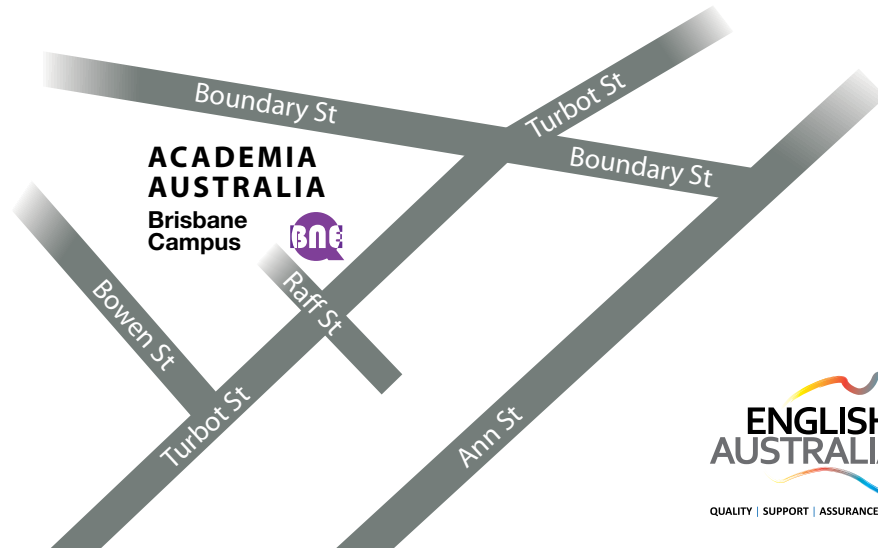 Boundary St
Turbot St
Boundary St
ACADEMIA
AUSTRALIA
Brisbane
Campus
BNE
Raff St
Bowen St
Turbot St
Ann St
ENGLISH
AUSTRALIA
QUALITY | SUPPORT | ASSURANCE